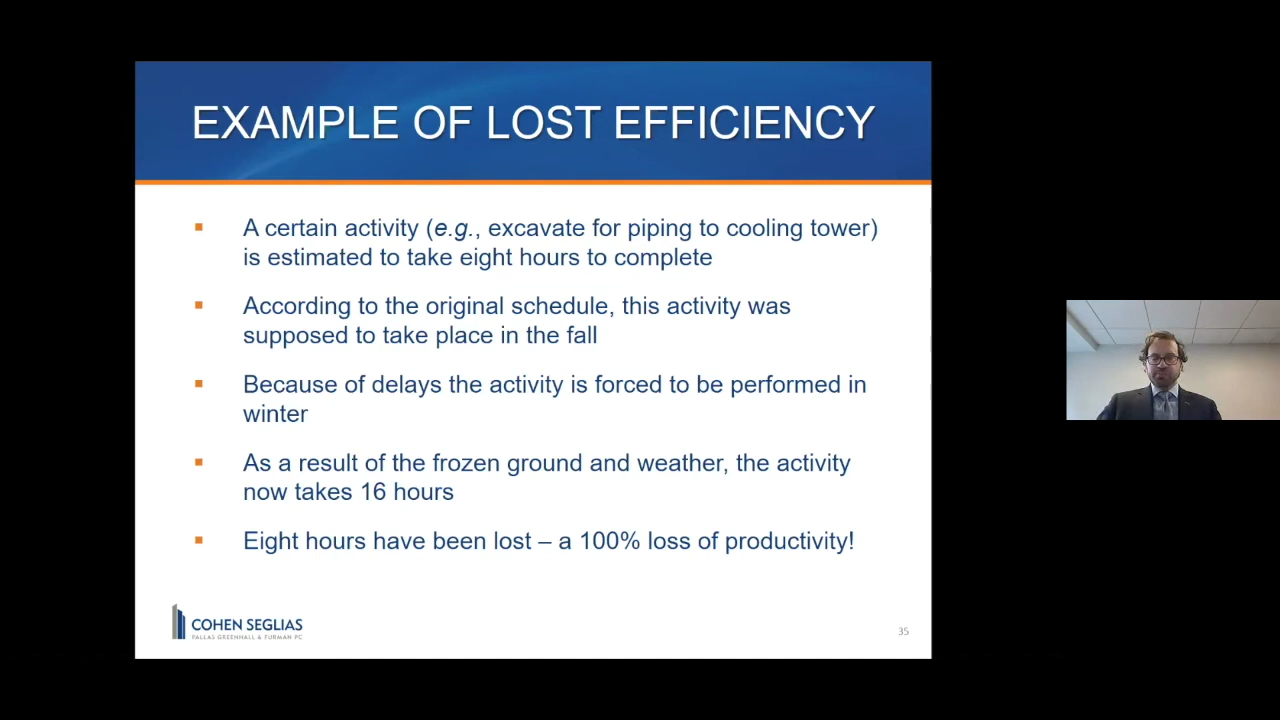 EXAMPLE OF LOST EFFICIENCY
A certain activity (e.g., excavate for piping to cooling tower)
is estimated to take eight hours to complete
According to the original schedule, this activity was
supposed to take place in the fall
Because of delays the activity is forced to be performed in
winter
As a result of the frozen ground and weather, the activity
now takes 16 hours
Eight hours have been lost – a 100% loss of productivity!
COHEN SEGLIAS
PALLAS GREENHALL & FURMAN PC
35